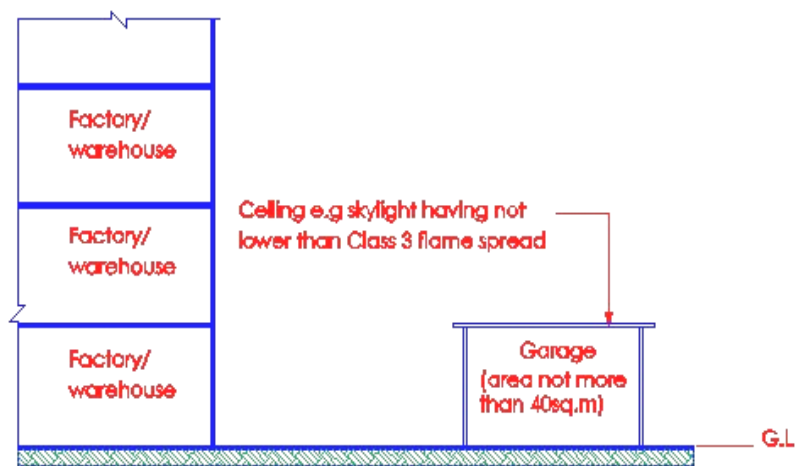 Factory/
warehouse
Ceiling e.g skylight having not
lower than Class 3 flame spread
Factory/
warehouse
Garage
(area not more
than 40sq.m)
Factory/
warehouse
G.L